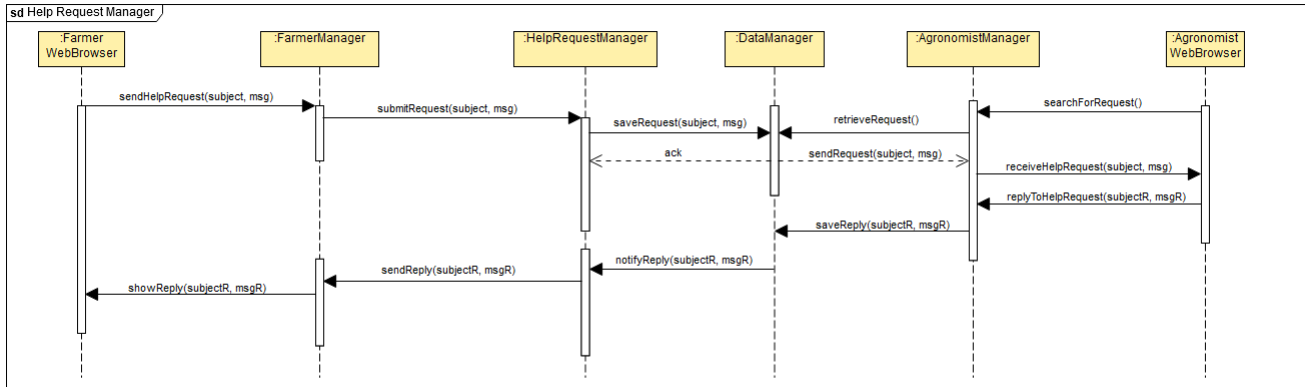 sd Help Request Manager
:Farmer
WebBrowser
:FarmerManager
:HelpRequestManager
:DataManager
:AgronomistManager
:Agronomist
WebBrowser
sendHelpRequest(subject, msg)
searchForRequest()
submitRequest(subject, msg)
saveRequest(subject, msg)
retrieveRequest()
ack
sendRequest(subject, msg)
receiveHelpRequest(subject, msg)
replyToHelpRequest(subjectR, msgR)
saveReply(subjectR, msgR)
notifyReply(subjectR, msgR)
sendReply(subjectR, msgR)
showReply(subjectR, msgR)